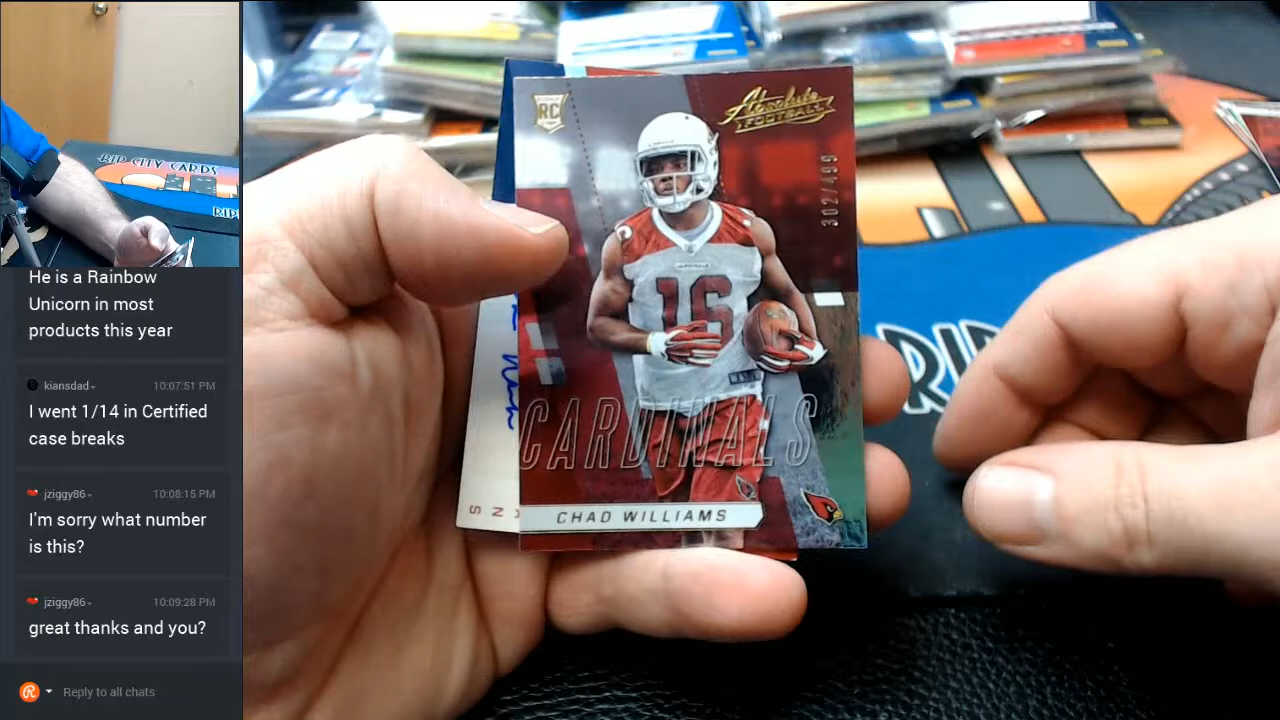 RIP CITY CARDS
RIP
He is a Rainbow
Unicorn in most
products this year
kiansdad
10:07:51 PM
I went 1/14 in Certified
case breaks
jziggy86
10:08:15 PM
I'm sorry what number
is this?
jziggy86
10:09:28 PM
great thanks and you?
Reply to all chats
RC
Absolute
FOOTBALL
302/499
16
CARDINALS
CHAD WILLIAMS
N S
RIP